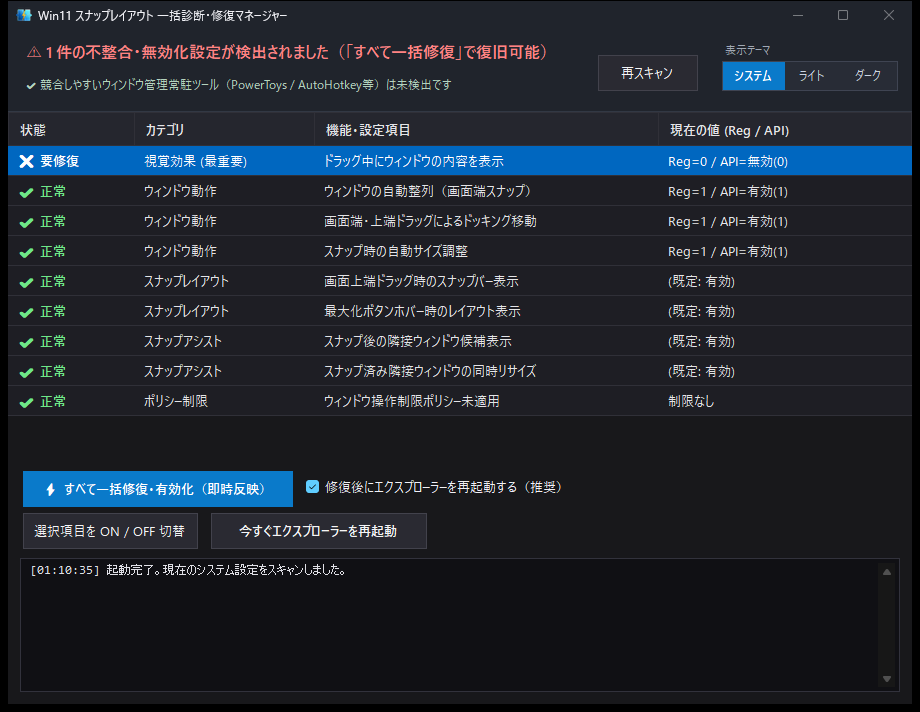 Win11 スナップレイアウト 一括診断・修復マネージャー
⚠ 1 件の不整合・無効化設定が検出されました（「すべて一括修復」で復旧可能）
✔ 競合しやすいウィンドウ管理常駐ツール（PowerToys / AutoHotkey等）は未検出です
再スキャン
表示テーマ
システム ライト ダーク
状態 カテゴリ 機能・設定項目 現在の値 (Reg / API)
✕ 要修復 視覚効果 (最重要) ドラッグ中にウィンドウの内容を表示 Reg=0 / API=無効(0)
✔ 正常 ウィンドウ動作 ウィンドウの自動整列（画面端スナップ） Reg=1 / API=有効(1)
✔ 正常 ウィンドウ動作 画面端・上端ドラッグによるドッキング移動 Reg=1 / API=有効(1)
✔ 正常 ウィンドウ動作 スナップ時の自動サイズ調整 Reg=1 / API=有効(1)
✔ 正常 スナップレイアウト 画面上端ドラッグ時のスナップバー表示 (既定: 有効)
✔ 正常 スナップレイアウト 最大化ボタンホバー時のレイアウト表示 (既定: 有効)
✔ 正常 スナップアシスト スナップ後の隣接ウィンドウ候補表示 (既定: 有効)
✔ 正常 スナップアシスト スナップ済み隣接ウィンドウの同時リサイズ (既定: 有効)
✔ 正常 ポリシー制限 ウィンドウ操作制限ポリシー未適用 制限なし
⚡ すべて一括修復・有効化（即時反映） 修復後にエクスプローラーを再起動する（推奨）
選択項目を ON / OFF 切替 今すぐエクスプローラーを再起動
[01:10:35] 起動完了。現在のシステム設定をスキャンしました。